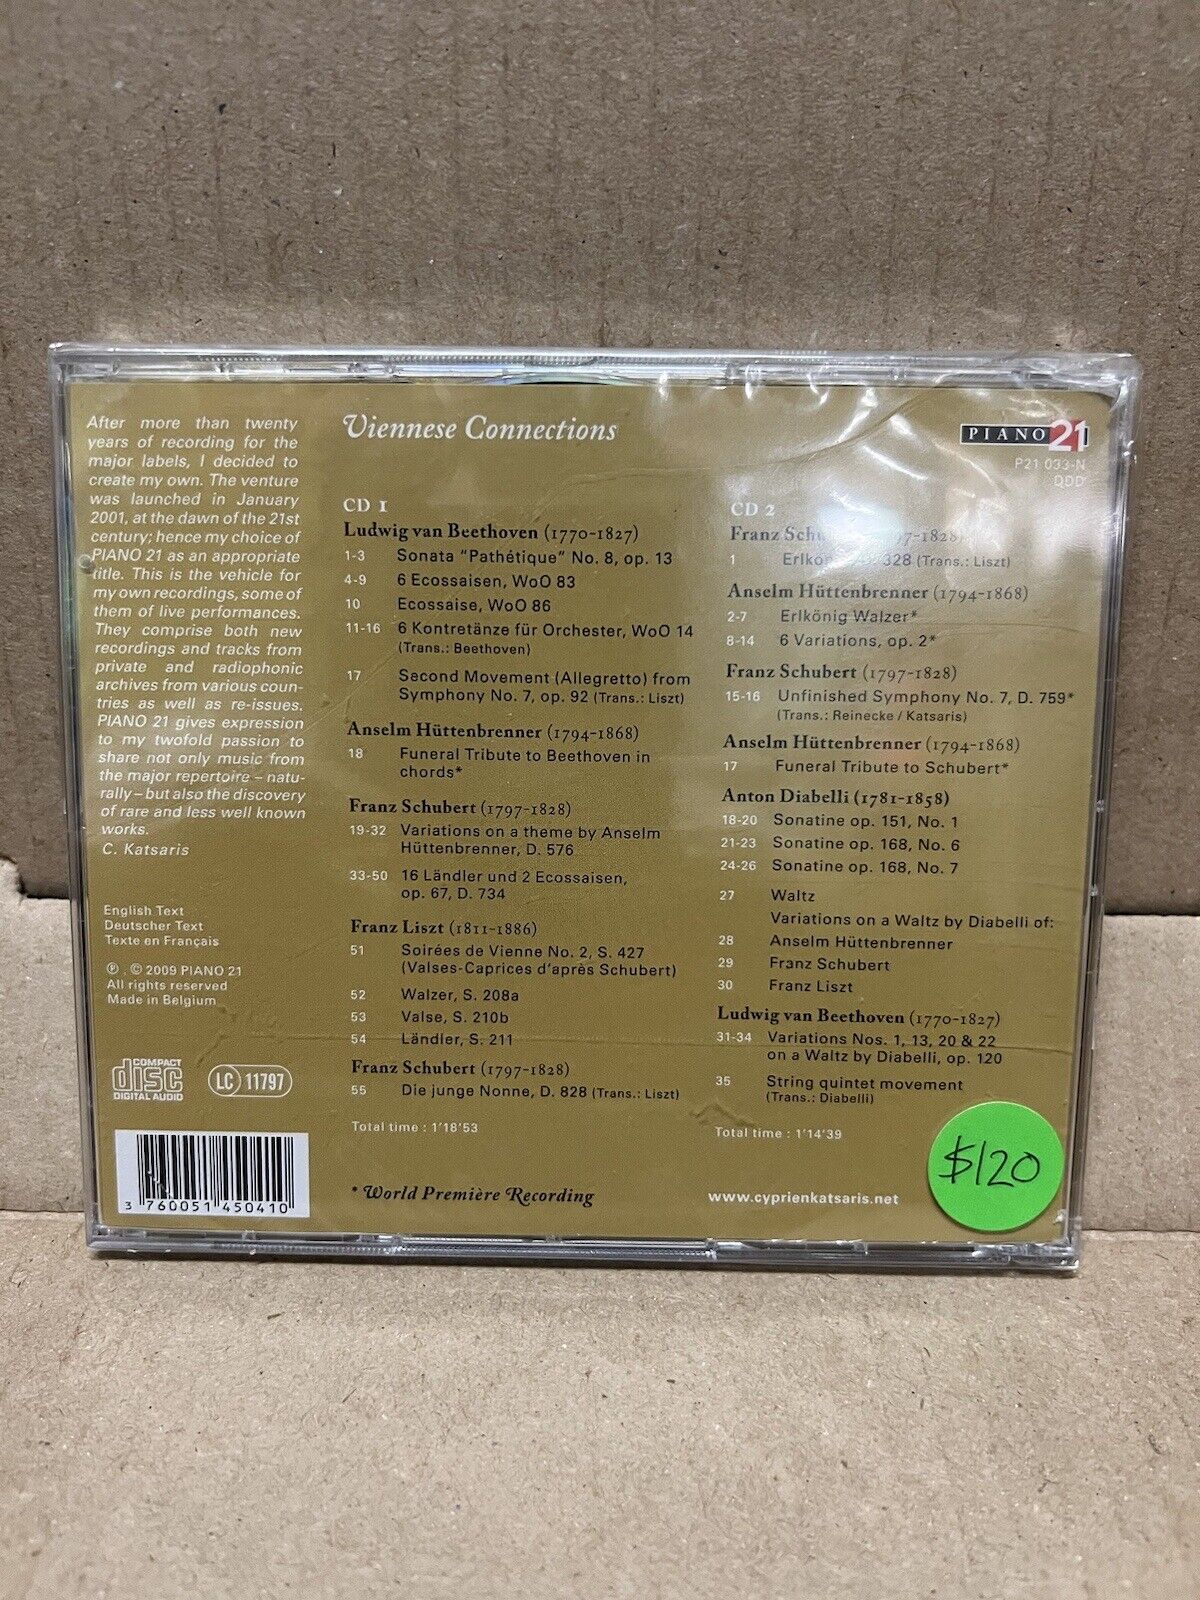 After more than twenty
years of recording for the
major labels, I decided to
create my own. The venture
was launched in January
2001, at the dawn of the 21st
century; hence my choice of
PIANO 21 as an appropriate
title. This is the vehicle for
my own recordings, some of
them of live performances.
They comprise both new
recordings and tracks from
private and radiophonic
archives from various coun-
tries as well as re-issues.
PIANO 21 gives expression
to my twofold passion to
share not only music from
the major repertoire – natu-
rally – but also the discovery
of rare and less well known
works.
C. Katsaris
English Text
Deutscher Text
Texte en Français
℗ . © 2009 PIANO 21
All rights reserved
Made in Belgium
COMPACT
disc
DIGITAL AUDIO
LC 11797
3 760051 450410
Viennese Connections
CD 1
Ludwig van Beethoven (1770-1827)
1-3 Sonata "Pathétique" No. 8, op. 13
4-9 6 Ecossaisen, WoO 83
10 Ecossaise, WoO 86
11-16 6 Kontretänze für Orchester, WoO 14
(Trans.: Beethoven)
17 Second Movement (Allegretto) from
Symphony No. 7, op. 92 (Trans.: Liszt)
Anselm Hüttenbrenner (1794-1868)
18 Funeral Tribute to Beethoven in
chords*
Franz Schubert (1797-1828)
19-32 Variations on a theme by Anselm
Hüttenbrenner, D. 576
33-50 16 Ländler und 2 Ecossaisen,
op. 67, D. 734
Franz Liszt (1811-1886)
51 Soirées de Vienne No. 2, S. 427
(Valses-Caprices d'après Schubert)
52 Walzer, S. 208a
53 Valse, S. 210b
54 Ländler, S. 211
Franz Schubert (1797-1828)
55 Die junge Nonne, D. 828 (Trans.: Liszt)
Total time : 1'18'53
* World Première Recording
PIANO 21
P21 033-N
DDD
CD 2
Franz
1 328 (Trans.: Liszt)
Anselm Hüttenbrenner (1794-1868)
2-7 Erlkönig Walzer*
8-14 6 Variations, op. 2*
Franz Schubert (1797-1828)
15-16 Unfinished Symphony No. 7, D. 759*
(Trans.: Reinecke / Katsaris)
Anselm Hüttenbrenner (1794-1868)
17 Funeral Tribute to Schubert*
Anton Diabelli (1781-1858)
18-20 Sonatine op. 151, No. 1
21-23 Sonatine op. 168, No. 6
24-26 Sonatine op. 168, No. 7
27 Waltz
Variations on a Waltz by Diabelli of:
28 Anselm Hüttenbrenner
29 Franz Schubert
30 Franz Liszt
Ludwig van Beethoven (1770-1827)
31-34 Variations Nos. 1, 13, 20 & 22
on a Waltz by Diabelli, op. 120
35 String quintet movement
(Trans.: Diabelli)
Total time : 1'14'39
www.cyprienkatsaris.net
$120